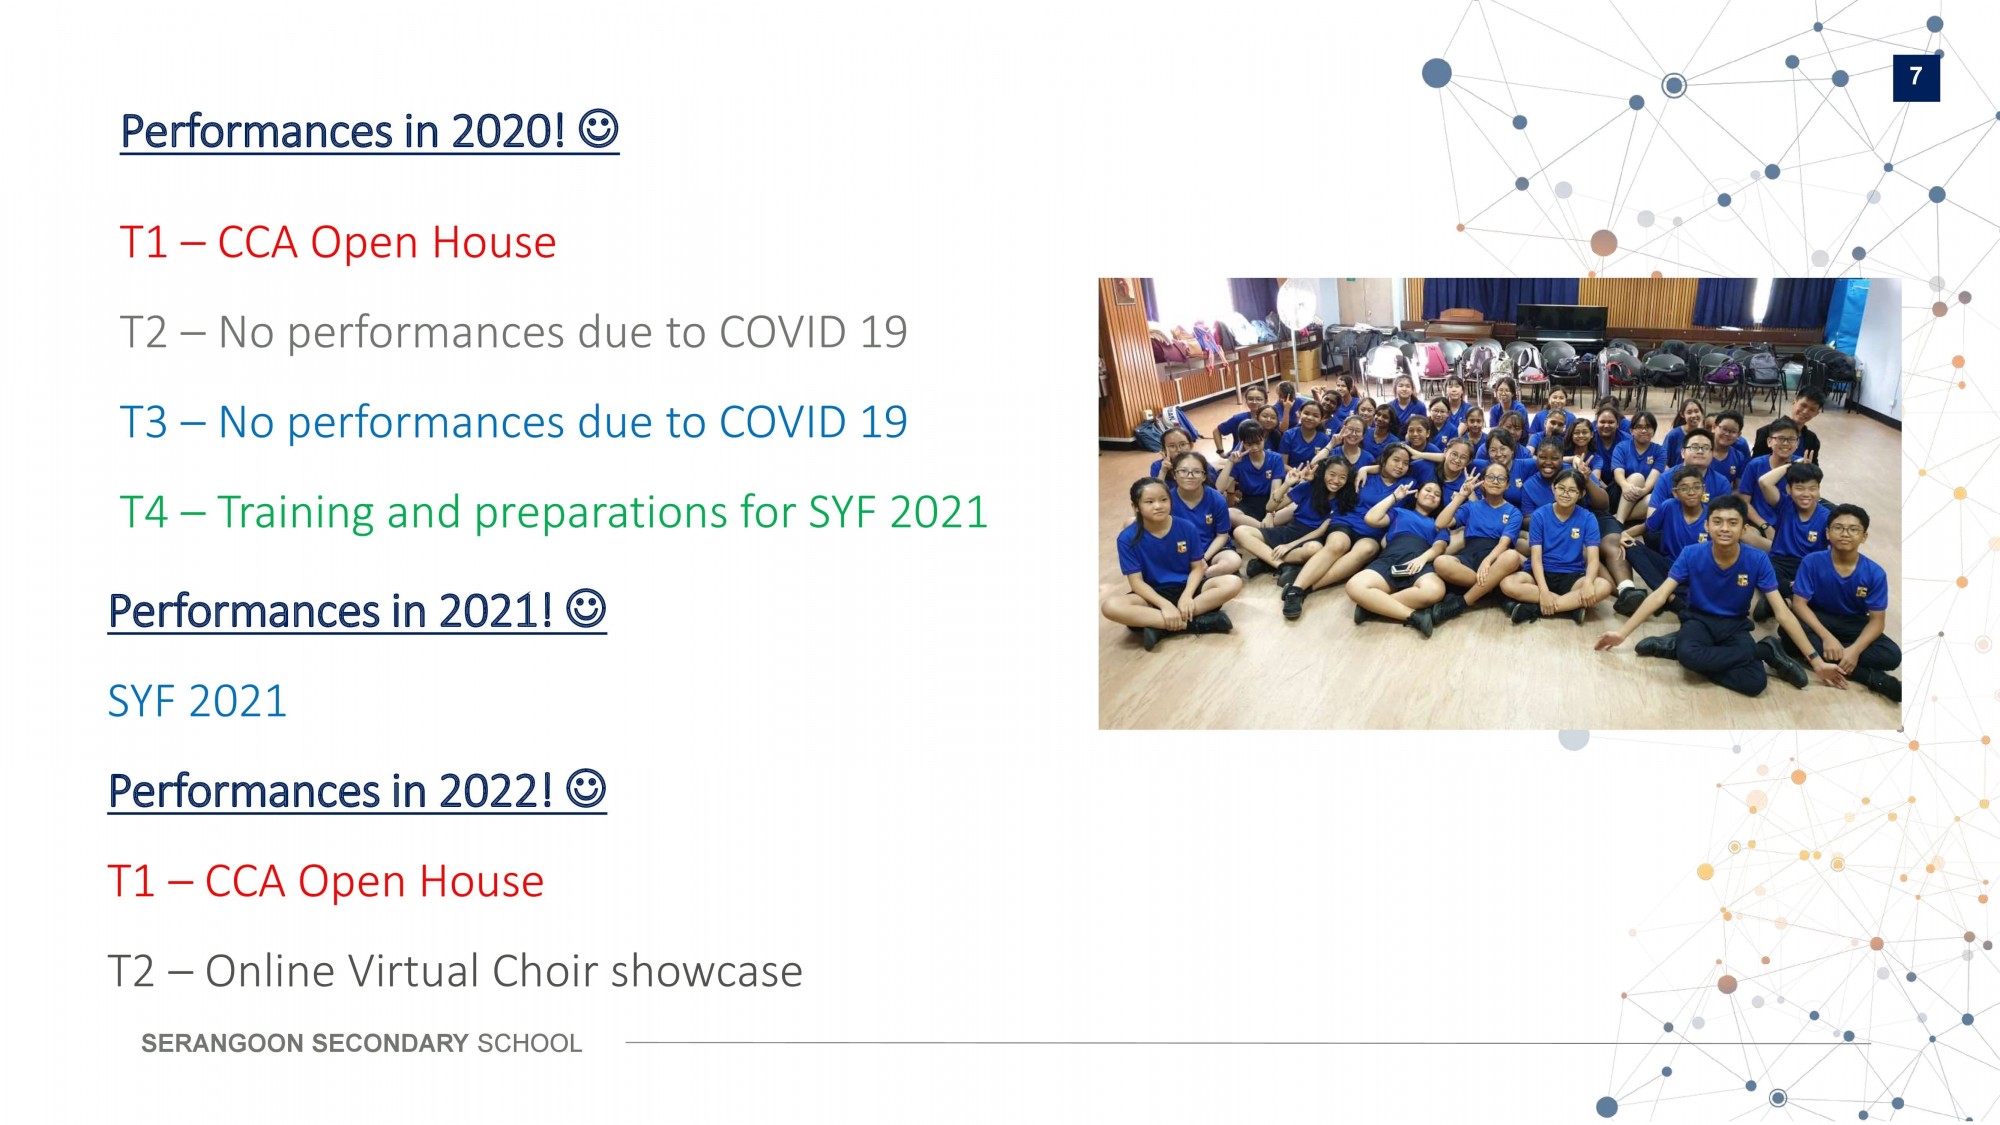 7
Performances in 2020! ☺
T1 – CCA Open House
T2 – No performances due to COVID 19
T3 – No performances due to COVID 19
T4 – Training and preparations for SYF 2021
Performances in 2021! ☺
SYF 2021
Performances in 2022! ☺
T1 – CCA Open House
T2 – Online Virtual Choir showcase
SERANGOON SECONDARY SCHOOL